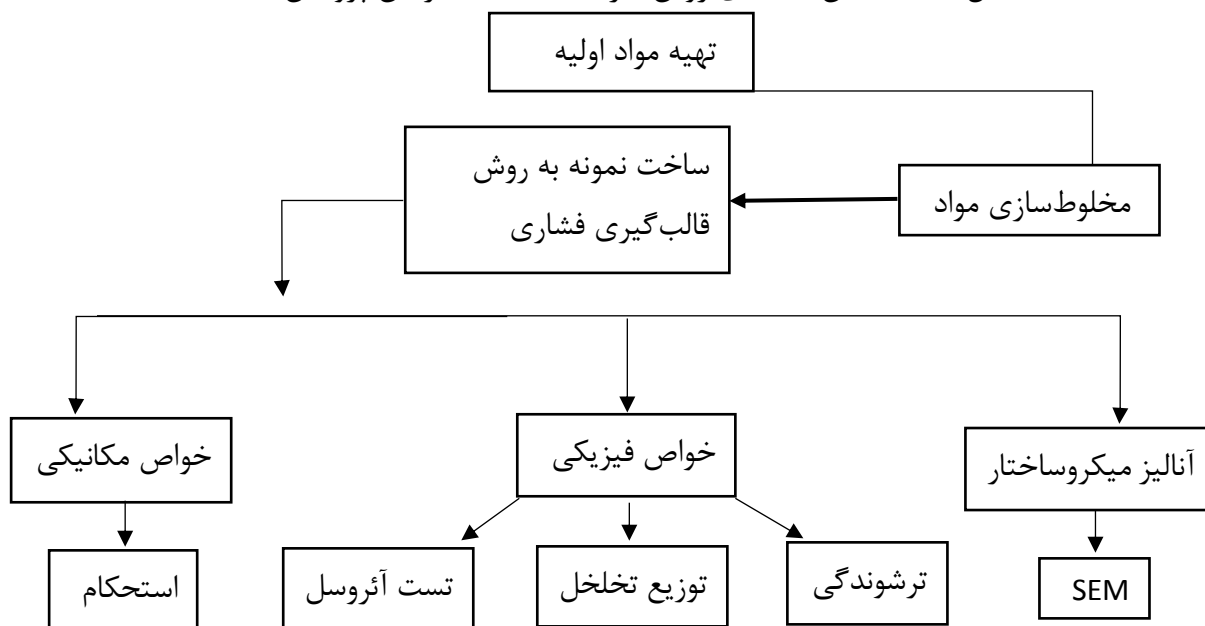 تهیه مواد اولیه
مخلوط‌سازی مواد
ساخت نمونه به روش
قالب‌گیری فشاری
آنالیز میکروساختار
خواص فیزیکی
خواص مکانیکی
SEM
ترشوندگی
توزیع تخلخل
تست آئروسل
استحکام